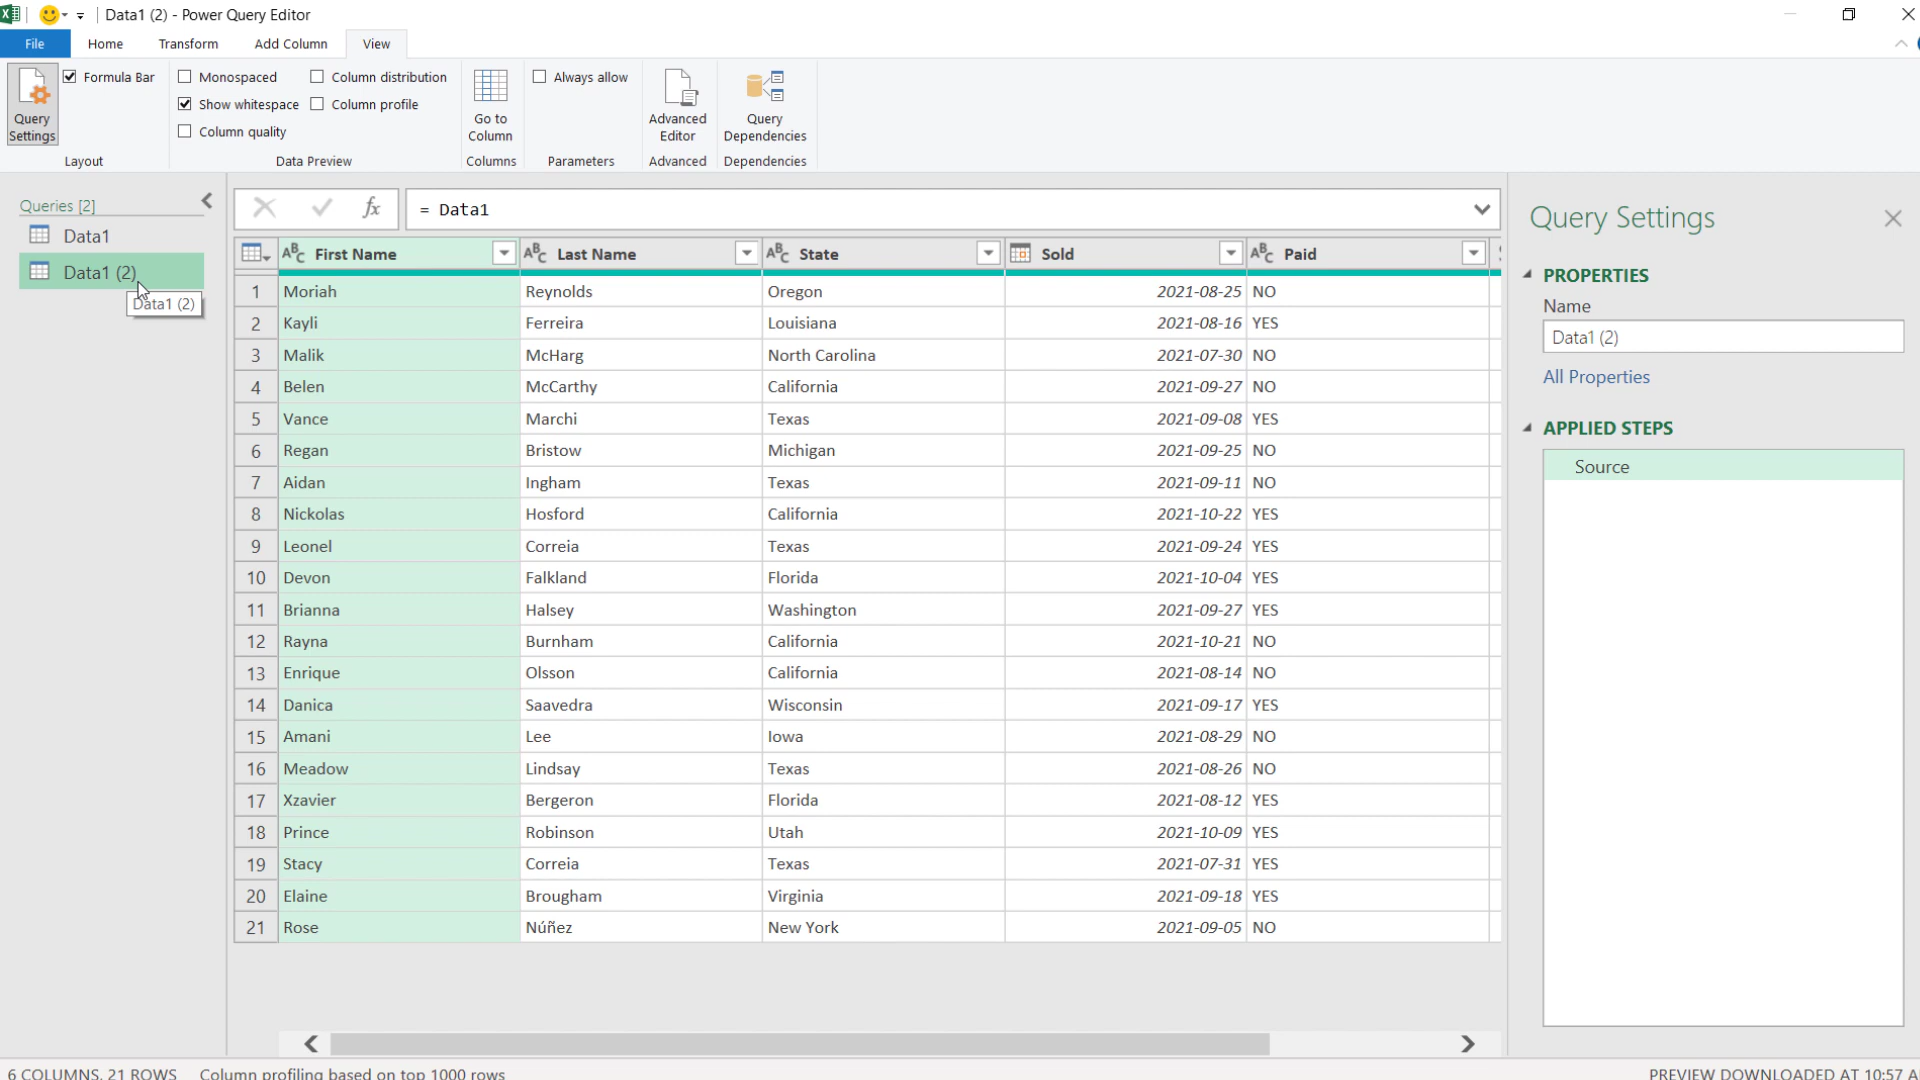 Data1 (2) - Power Query Editor
File Home Transform Add Column View
Query Settings
Formula Bar
Layout
Monospaced
Show whitespace
Column quality
Column distribution
Column profile
Data Preview
Go to Column
Columns
Always allow
Parameters
Advanced Editor
Advanced
Query Dependencies
Dependencies
Queries [2]
Data1
Data1 (2)
Data1 (2)
fx = Data1
ABC First Name ABC Last Name ABC State Sold ABC Paid
1 Moriah Reynolds Oregon 2021-08-25 NO
2 Kayli Ferreira Louisiana 2021-08-16 YES
3 Malik McHarg North Carolina 2021-07-30 NO
4 Belen McCarthy California 2021-09-27 NO
5 Vance Marchi Texas 2021-09-08 YES
6 Regan Bristow Michigan 2021-09-25 NO
7 Aidan Ingham Texas 2021-09-11 NO
8 Nickolas Hosford California 2021-10-22 YES
9 Leonel Correia Texas 2021-09-24 YES
10 Devon Falkland Florida 2021-10-04 YES
11 Brianna Halsey Washington 2021-09-27 YES
12 Rayna Burnham California 2021-10-21 NO
13 Enrique Olsson California 2021-08-14 NO
14 Danica Saavedra Wisconsin 2021-09-17 YES
15 Amani Lee Iowa 2021-08-29 NO
16 Meadow Lindsay Texas 2021-08-26 NO
17 Xzavier Bergeron Florida 2021-08-12 YES
18 Prince Robinson Utah 2021-10-09 YES
19 Stacy Correia Texas 2021-07-31 YES
20 Elaine Brougham Virginia 2021-09-18 YES
21 Rose Núñez New York 2021-09-05 NO
Query Settings
PROPERTIES
Name
Data1 (2)
All Properties
APPLIED STEPS
Source
6 COLUMNS, 21 ROWS Column profiling based on top 1000 rows
PREVIEW DOWNLOADED AT 10:57 A